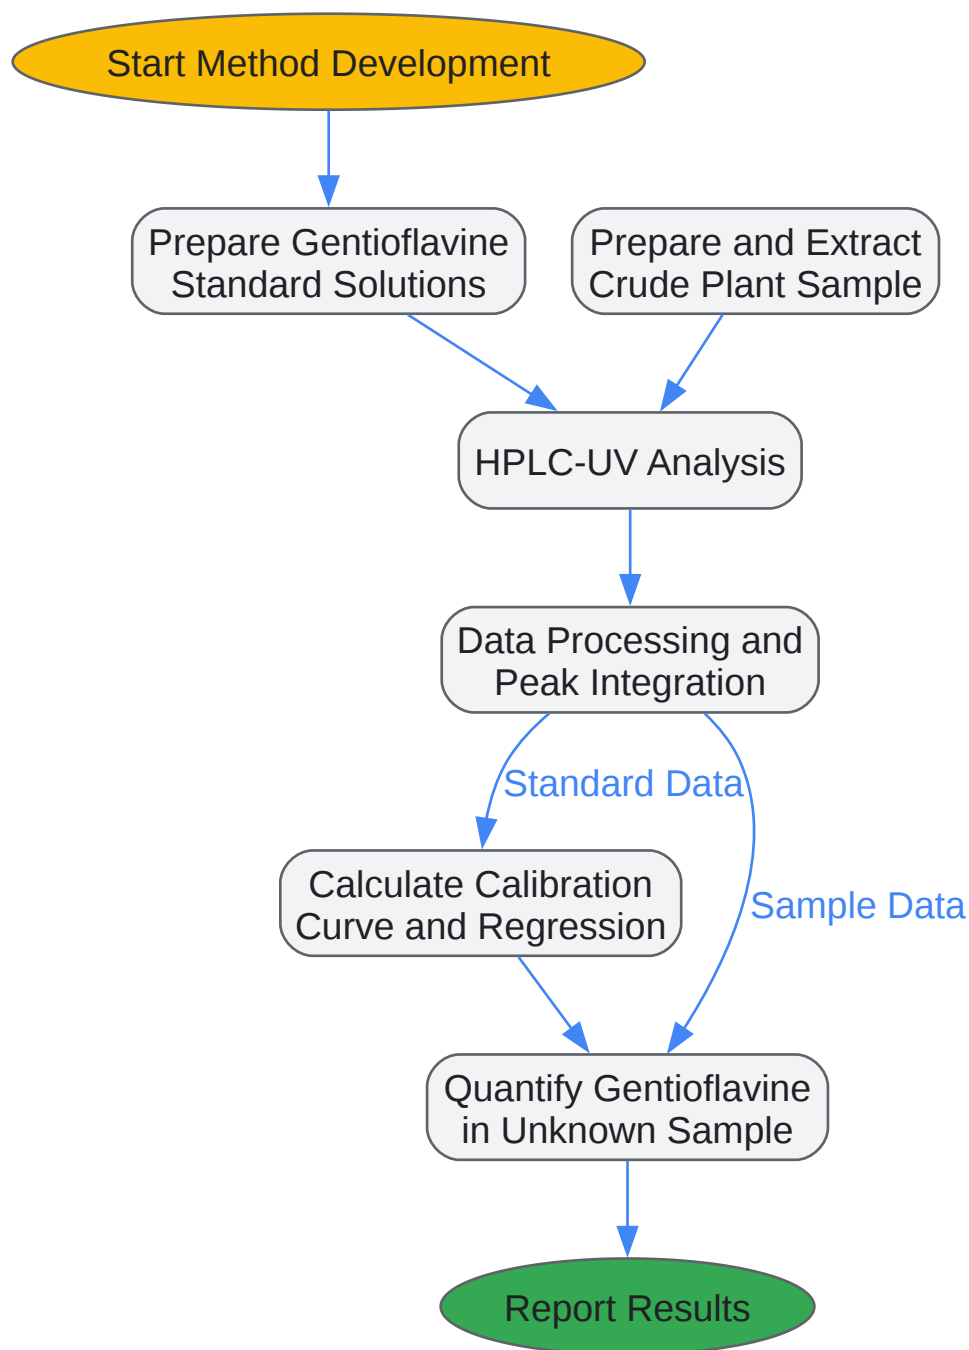 Start Method Development
Prepare Gentioflavine
Standard Solutions
Prepare and Extract
Crude Plant Sample
HPLC-UV Analysis
Data Processing and
Peak Integration
Standard Data
Calculate Calibration
Curve and Regression
Sample Data
Quantify Gentioflavine
in Unknown Sample
Report Results